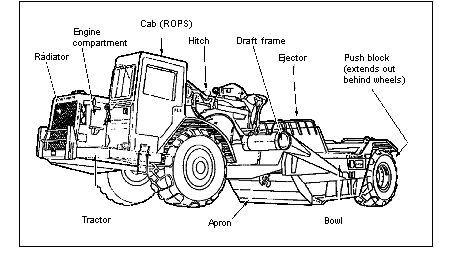 Cab (ROPS)
Engine
compartment
Hitch
Draft frame
Radiator
Ejector
Push block
(extends out
behind wheels)
Tractor
Apron
Bowl